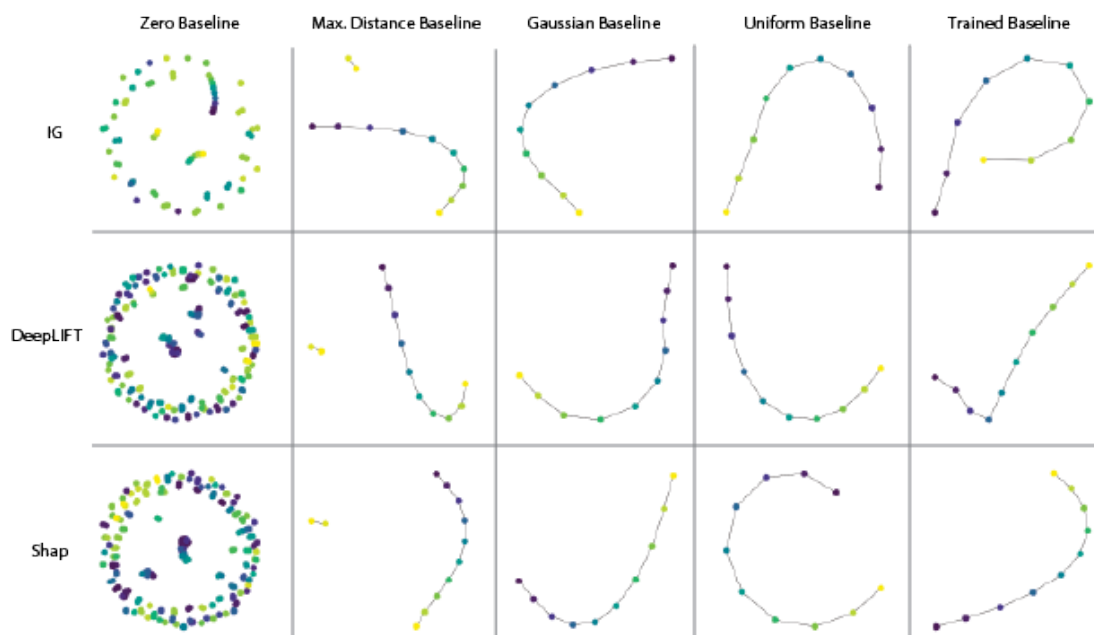 Zero Baseline Max. Distance Baseline Gaussian Baseline Uniform Baseline Trained Baseline
IG
DeepLIFT
Shap